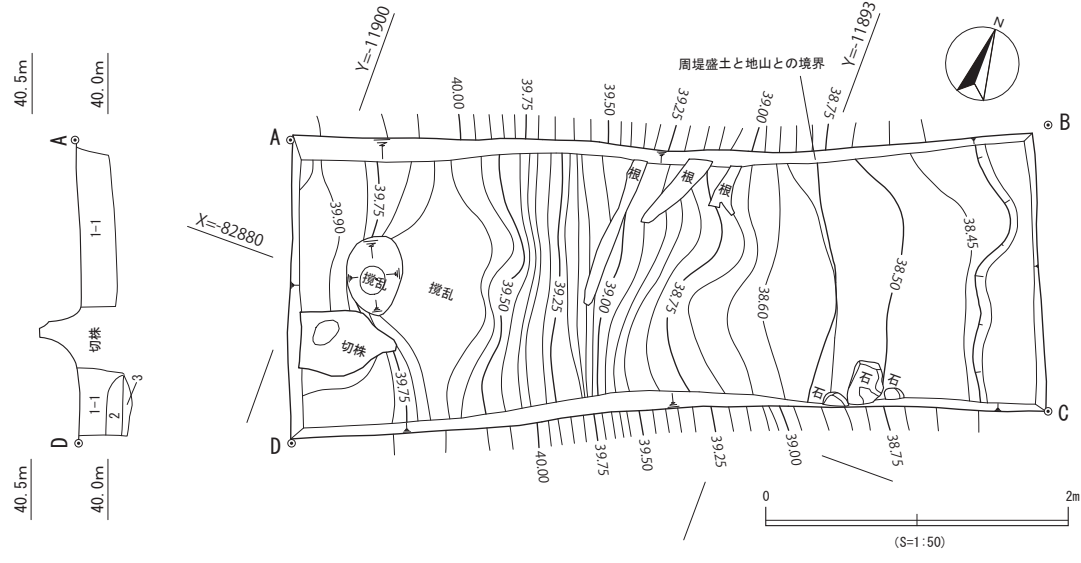 40.5m
40.0m
A
1-1
切株
1-1
2
3
D
40.5m
40.0m
Y=-11900
Y=-11893
N
周堤盛土と地山との境界
X=-82880
A
B
40.00
39.75
39.50
39.25
39.00
38.75
39.90
39.75
根
根
根
撹乱
撹乱
39.50
39.25
39.00
38.75
38.60
38.50
38.45
切株
39.75
石
石
石
D
C
40.00
39.75
39.50
39.25
39.00
38.75
0
2m
(S=1:50)